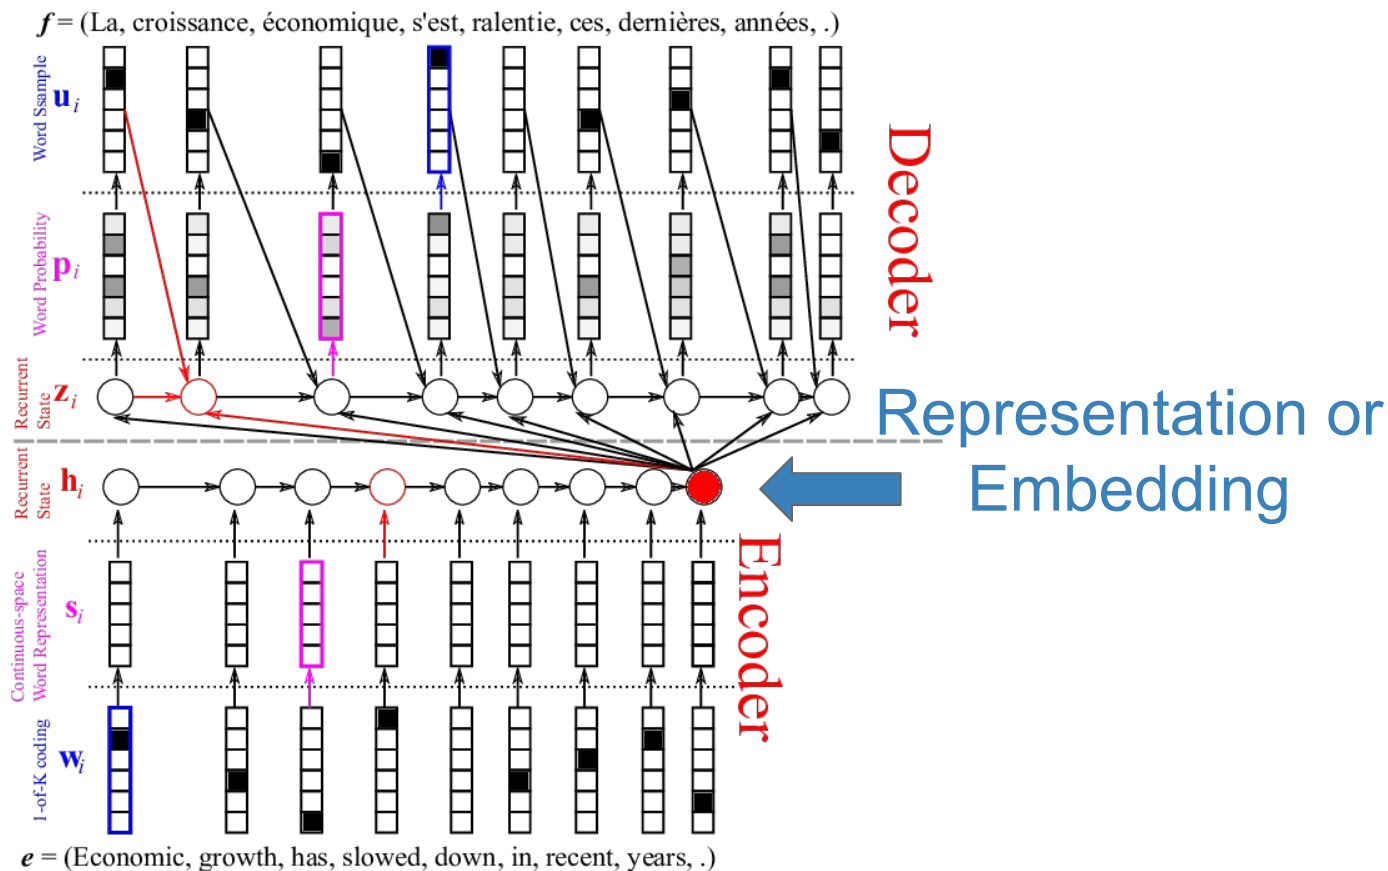 f = (La, croissance, économique, s'est, ralentie, ces, dernières, années, .)
Word Ssample
u_i
Word Probability
p_i
Recurrent
State
z_i
Decoder
Representation or
Embedding
Recurrent
State
h_i
Continuous-space
Word Representation
s_i
Encoder
1-of-K coding
w_i
e = (Economic, growth, has, slowed, down, in, recent, years, .)